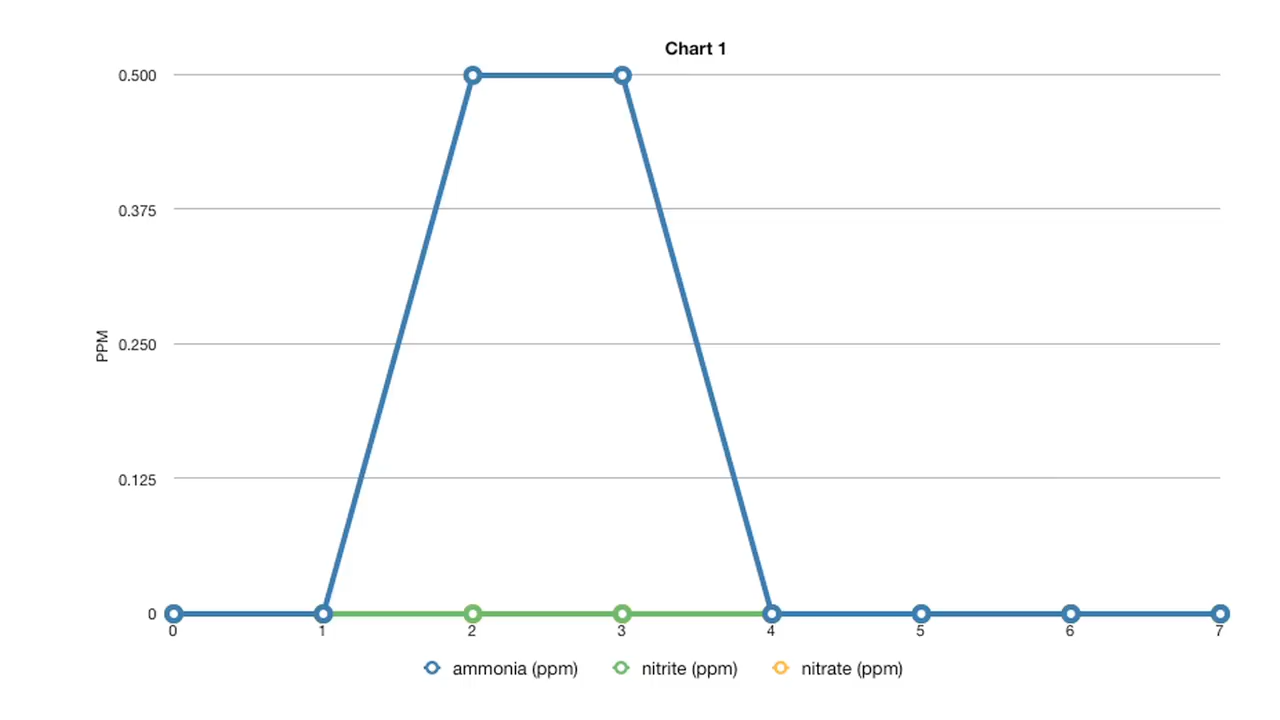 Chart 1
0.500
0.375
PPM
0.250
0.125
0
0 1 2 3 4 5 6 7
ammonia (ppm) nitrite (ppm) nitrate (ppm)